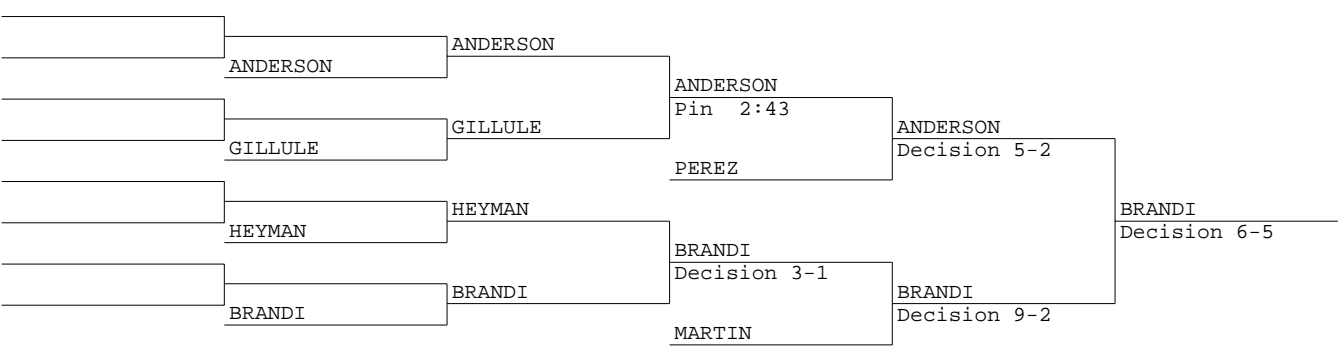 ANDERSON
ANDERSON
ANDERSON
Pin 2:43
GILLULE
ANDERSON
GILLULE
Decision 5-2
PEREZ
HEYMAN
BRANDI
HEYMAN
Decision 6-5
BRANDI
Decision 3-1
BRANDI
BRANDI
BRANDI
Decision 9-2
MARTIN